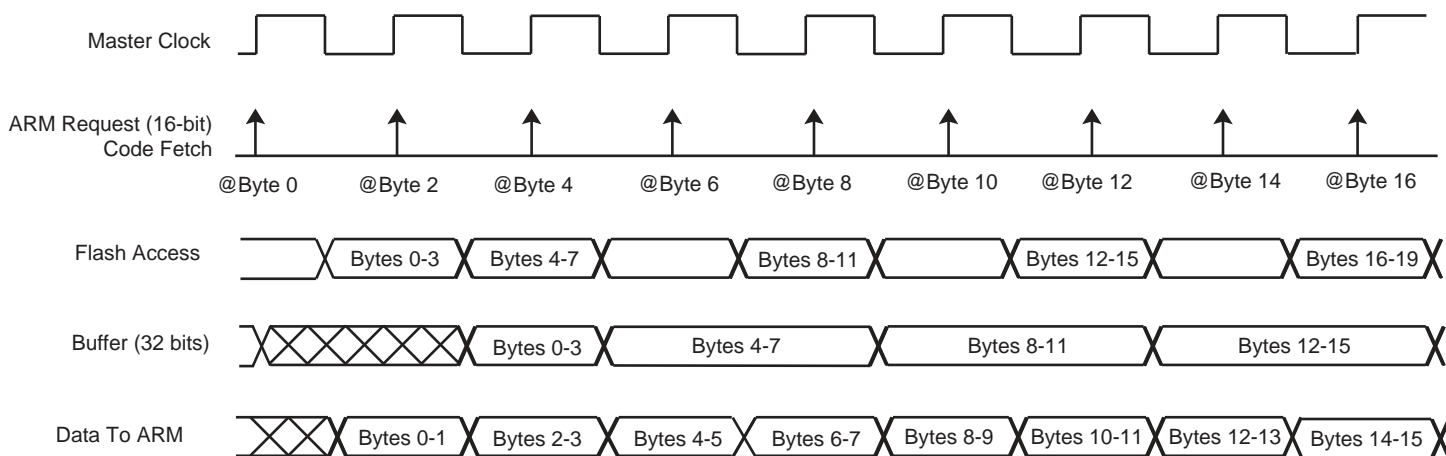 Master Clock
ARM Request (16-bit)
Code Fetch
@Byte 0 @Byte 2 @Byte 4 @Byte 6 @Byte 8 @Byte 10 @Byte 12 @Byte 14 @Byte 16
Flash Access Bytes 0-3 Bytes 4-7 Bytes 8-11 Bytes 12-15 Bytes 16-19
Buffer (32 bits) Bytes 0-3 Bytes 4-7 Bytes 8-11 Bytes 12-15
Data To ARM Bytes 0-1 Bytes 2-3 Bytes 4-5 Bytes 6-7 Bytes 8-9 Bytes 10-11 Bytes 12-13 Bytes 14-15